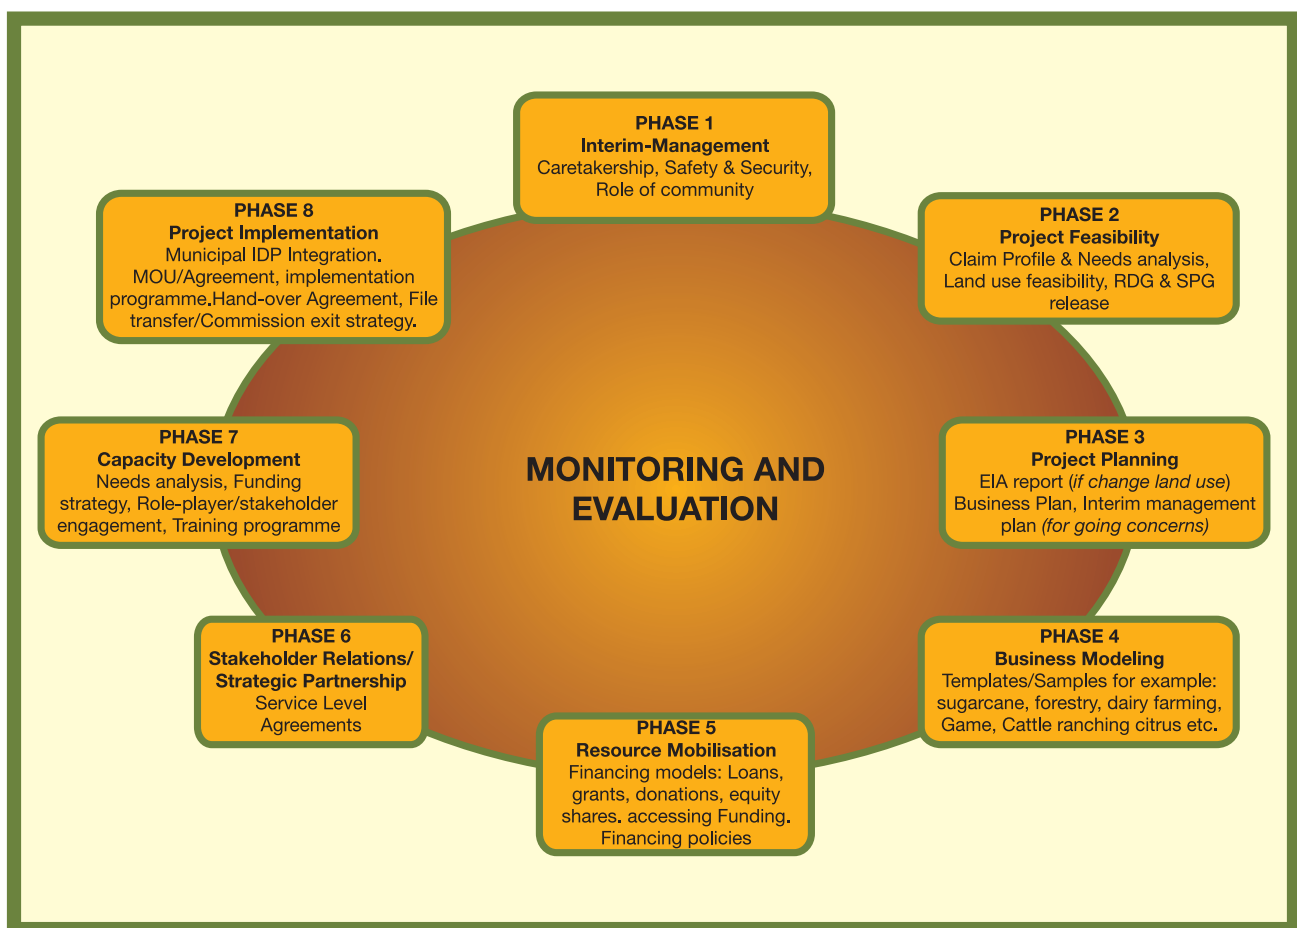 PHASE 1
Interim-Management
Caretakership, Safety & Security,
Role of community
PHASE 2
Project Feasibility
Claim Profile & Needs analysis,
Land use feasibility, RDG & SPG
release
PHASE 3
Project Planning
EIA report (if change land use)
Business Plan, Interim management
plan (for going concerns)
PHASE 4
Business Modeling
Templates/Samples for example:
sugarcane, forestry, dairy farming,
Game, Cattle ranching citrus etc.
PHASE 5
Resource Mobilisation
Financing models: Loans,
grants, donations, equity
shares. accessing Funding.
Financing policies
PHASE 6
Stakeholder Relations/
Strategic Partnership
Service Level
Agreements
PHASE 7
Capacity Development
Needs analysis, Funding
strategy, Role-player/stakeholder
engagement, Training programme
PHASE 8
Project Implementation
Municipal IDP Integration.
MOU/Agreement, implementation
programme.Hand-over Agreement, File
transfer/Commission exit strategy.
MONITORING AND
EVALUATION